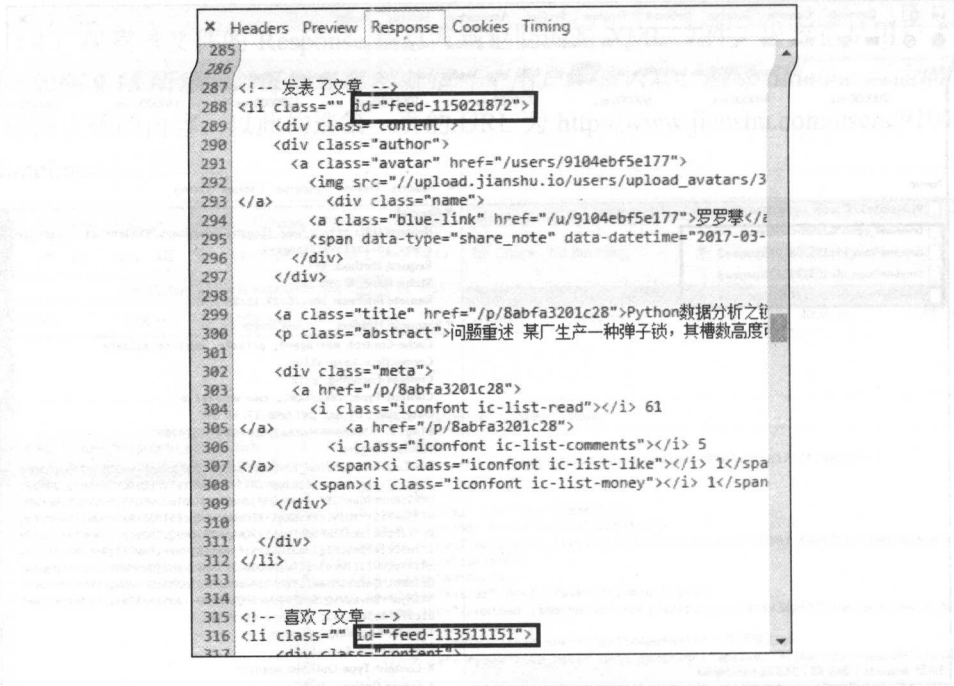 × Headers Preview Response Cookies Timing
285
286
287 <!-- 发表了文章 -->
288 <li class="" id="feed-115021872">
289 <div class="content">
290 <div class="author">
291 <a class="avatar" href="/users/9104ebf5e177">
292 <img src="//upload.jianshu.io/users/upload_avatars/3
293 </a> <div class="name">
294 <a class="blue-link" href="/u/9104ebf5e177">罗罗攀</a
295 <span data-type="share_note" data-datetime="2017-03-
296 </div>
297 </div>
298
299 <a class="title" href="/p/8abfa3201c28">Python数据分析之锁
300 <p class="abstract">问题重述 某厂生产一种弹子锁，其槽数高度可
301
302 <div class="meta">
303 <a href="/p/8abfa3201c28">
304 <i class="iconfont ic-list-read"></i> 61
305 </a> <a href="/p/8abfa3201c28">
306 <i class="iconfont ic-list-comments"></i> 5
307 </a> <span><i class="iconfont ic-list-like"></i> 1</spa
308 <span><i class="iconfont ic-list-money"></i> 1</span
309 </div>
310
311 </div>
312 </li>
313
314
315 <!-- 喜欢了文章 -->
316 <li class="" id="feed-113511151">
317 <div class="content">